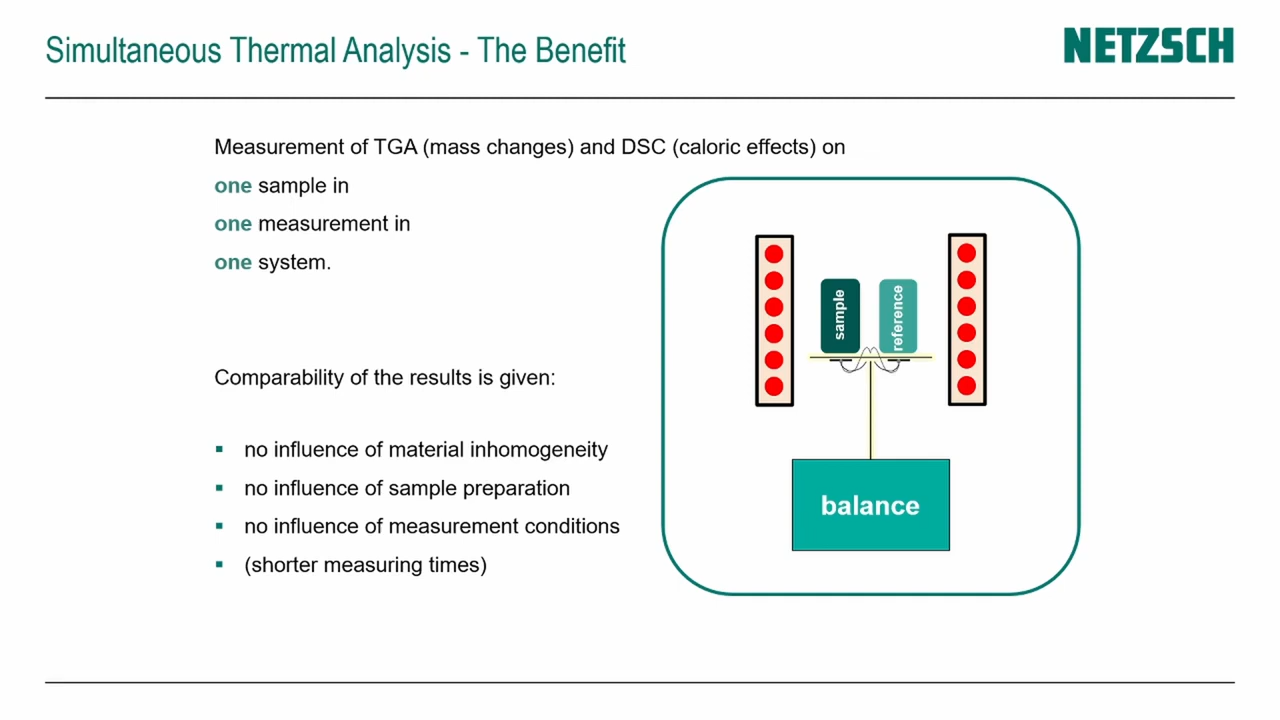 Simultaneous Thermal Analysis - The Benefit
NETZSCH
Measurement of TGA (mass changes) and DSC (caloric effects) on
one sample in
one measurement in
one system.
Comparability of the results is given:
▪ no influence of material inhomogeneity
▪ no influence of sample preparation
▪ no influence of measurement conditions
▪ (shorter measuring times)
sample
reference
balance